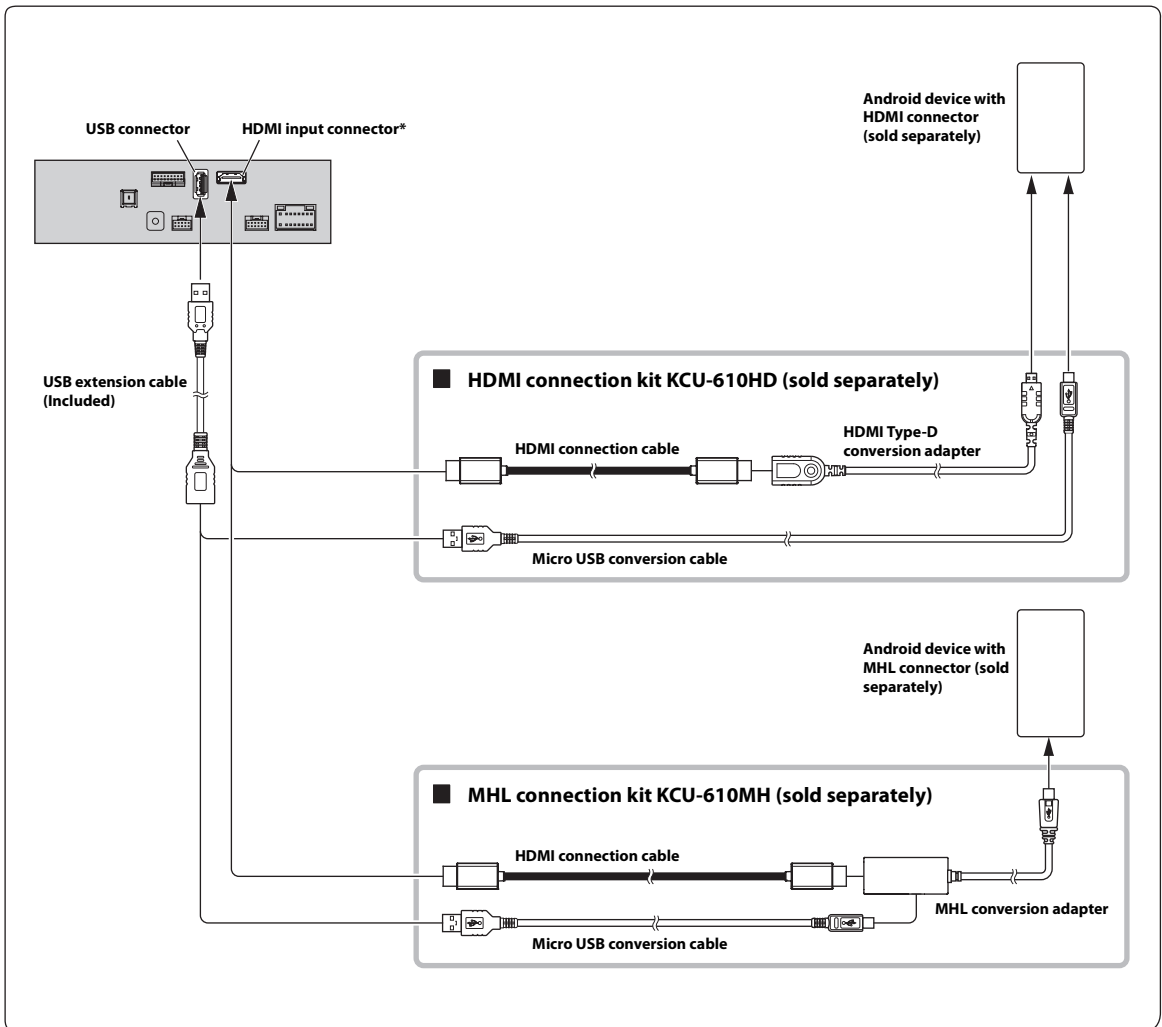 USB connector
HDMI input connector*
Android device with
HDMI connector
(sold separately)
USB extension cable
(Included)
■ HDMI connection kit KCU-610HD (sold separately)
HDMI connection cable
HDMI Type-D
conversion adapter
Micro USB conversion cable
Android device with
MHL connector (sold
separately)
■ MHL connection kit KCU-610MH (sold separately)
HDMI connection cable
MHL conversion adapter
Micro USB conversion cable